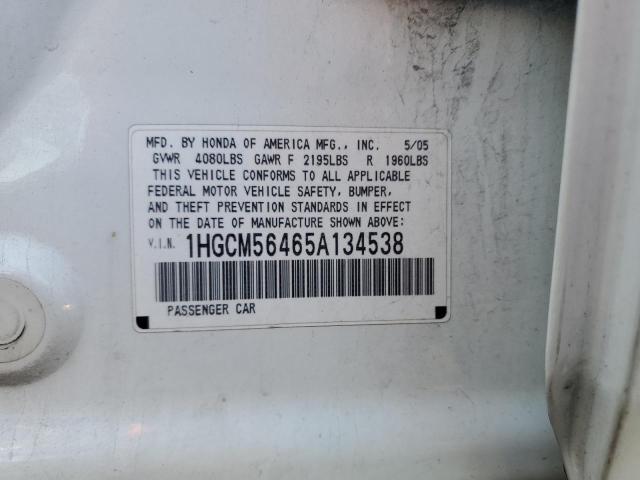 MFD. BY HONDA OF AMERICA MFG., INC. 5/05
GVWR 4080LBS GAWR F 2195LBS R 1960LBS
THIS VEHICLE CONFORMS TO ALL APPLICABLE
FEDERAL MOTOR VEHICLE SAFETY, BUMPER,
AND THEFT PREVENTION STANDARDS IN EFFECT
ON THE DATE OF MANUFACTURE SHOWN ABOVE:
V.I.N. 1HGCM56465A134538
PASSENGER CAR